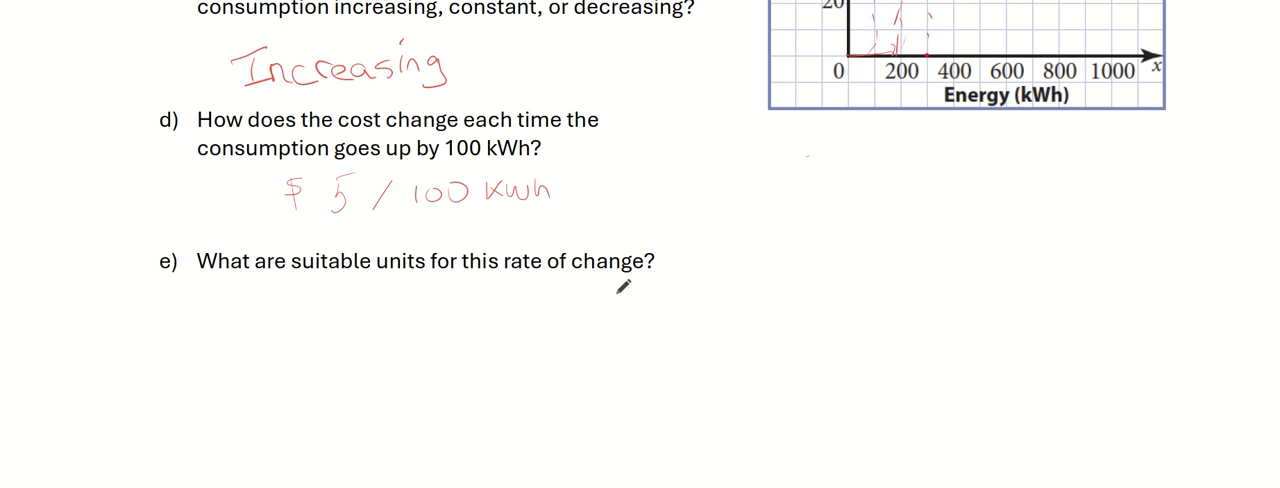 consumption increasing, constant, or decreasing?
Increasing
d) How does the cost change each time the
consumption goes up by 100 kWh?
$ 5 / 100 kwh
e) What are suitable units for this rate of change?
20
0 200 400 600 800 1000 x
Energy (kWh)